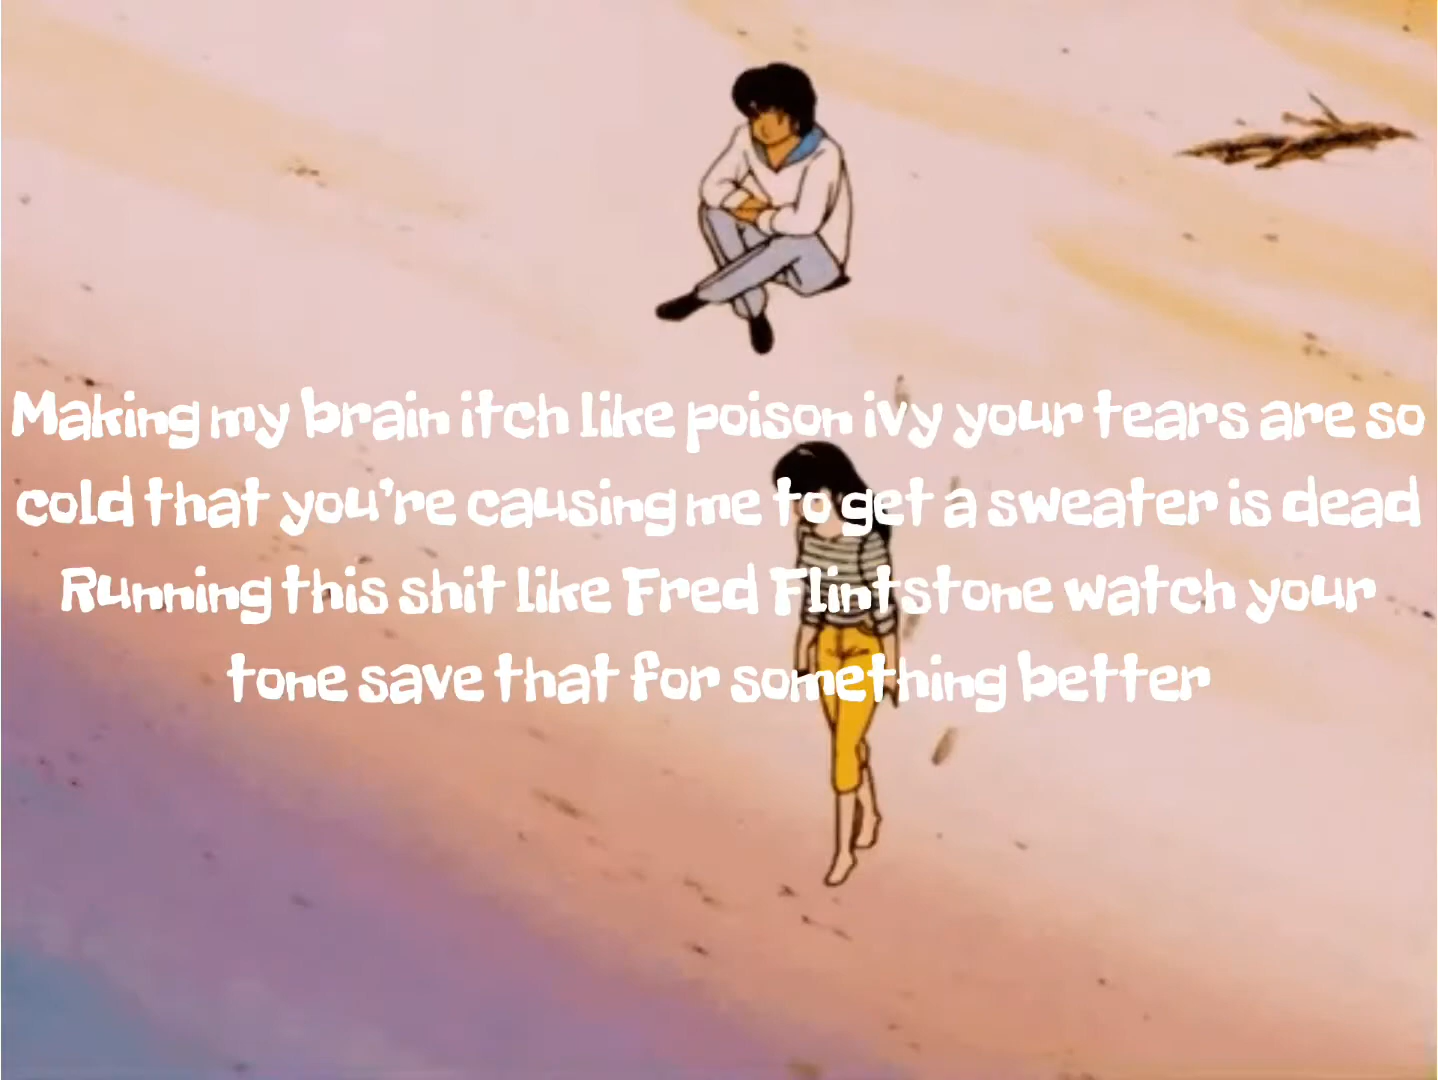 Making my brain itch like poison ivy your tears are so
cold that you're causing me to get a sweater is dead
Running this shit like Fred Flintstone watch your
tone save that for something better